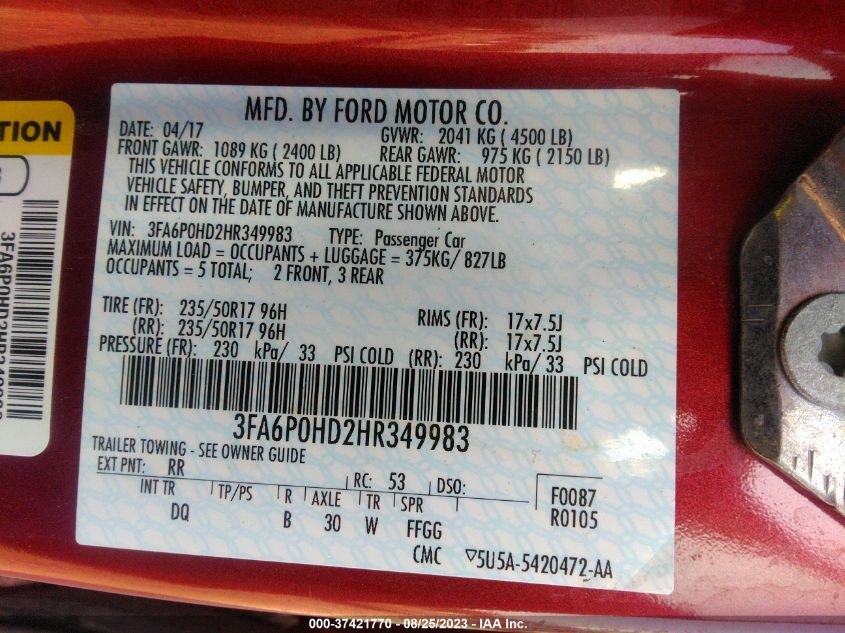 MFD. BY FORD MOTOR CO.
DATE: 04/17 GVWR: 2041 KG ( 4500 LB)
FRONT GAWR: 1089 KG ( 2400 LB) REAR GAWR: 975 KG ( 2150 LB)
THIS VEHICLE CONFORMS TO ALL APPLICABLE FEDERAL MOTOR
VEHICLE SAFETY, BUMPER, AND THEFT PREVENTION STANDARDS
IN EFFECT ON THE DATE OF MANUFACTURE SHOWN ABOVE.
VIN: 3FA6P0HD2HR349983 TYPE: Passenger Car
MAXIMUM LOAD = OCCUPANTS + LUGGAGE = 375KG/ 827LB
OCCUPANTS = 5 TOTAL; 2 FRONT, 3 REAR
TIRE (FR): 235/50R17 96H RIMS (FR): 17x7.5J
(RR): 235/50R17 96H (RR): 17x7.5J
PRESSURE (FR): 230 kPa/ 33 PSI COLD (RR): 230 kPa/ 33 PSI COLD
3FA6P0HD2HR349983
TRAILER TOWING - SEE OWNER GUIDE
EXT PNT: RR RC: 53 DSO:
INT TR TP/PS R AXLE TR SPR
DQ B 30 W FFGG
F0087
R0105
CMC ▽5U5A-5420472-AA
TION
000-37421770 - 08/25/2023 - IAA Inc.